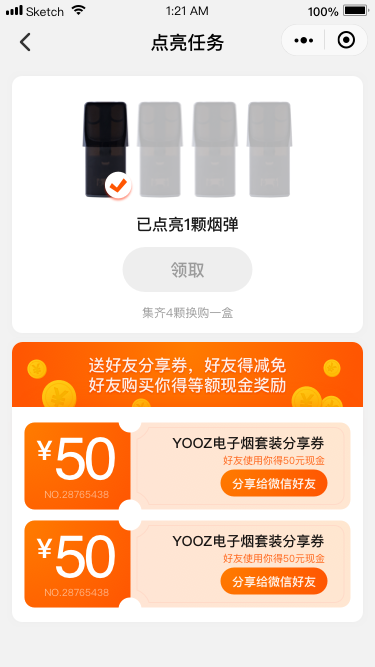 Sketch 1:21 AM 100%
点亮任务
已点亮1颗烟弹
领取
集齐4颗换购一盒
送好友分享券，好友得减免
好友购买你得等额现金奖励
¥50
NO.28765438
YOOZ电子烟套装分享券
好友使用你得50元现金
分享给微信好友
¥50
NO.28765438
YOOZ电子烟套装分享券
好友使用你得50元现金
分享给微信好友